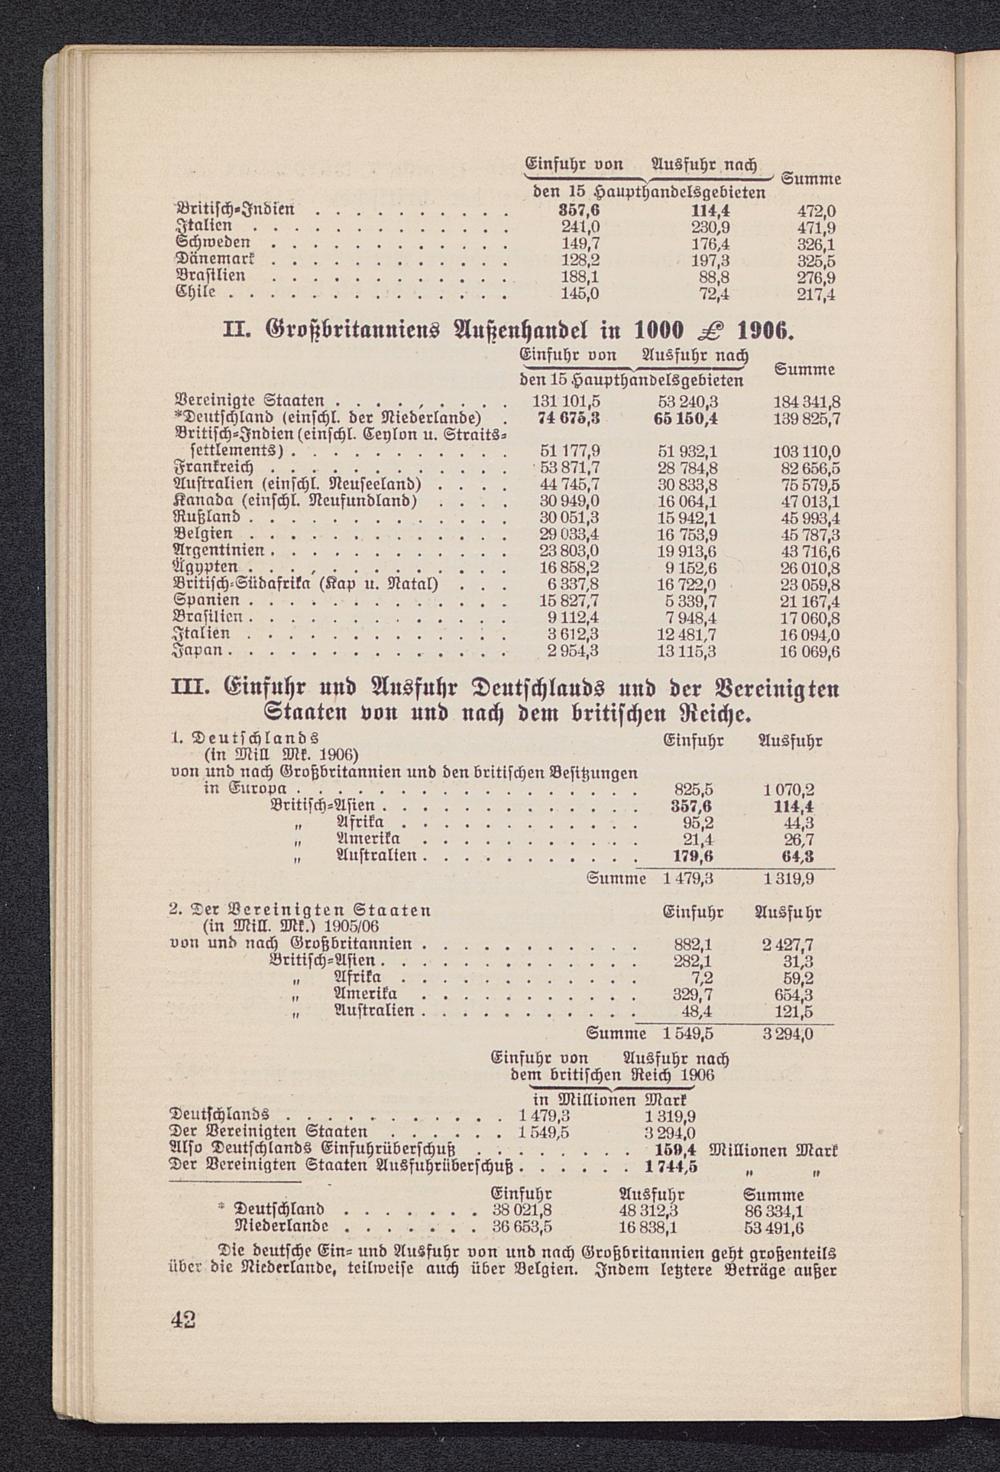 Einfuhr von Ausfuhr nach Summe
den 15 Haupthandelsgebieten
Britisch-Indien . . . . . . . . . . 357,6 114,4 472,0
Italien . . . . . . . . . . . . . 241,0 230,9 471,9
Schweden . . . . . . . . . . . . 149,7 176,4 326,1
Dänemark . . . . . . . . . . . . 128,2 197,3 325,5
Brasilien . . . . . . . . . . . . 188,1 88,8 276,9
Chile . . . . . . . . . . . . . . 145,0 72,4 217,4
II. Großbritanniens Außenhandel in 1000 £ 1906.
Einfuhr von Ausfuhr nach Summe
den 15 Haupthandelsgebieten
Vereinigte Staaten . . . . . . . . . 131 101,5 53 240,3 184 341,8
*Deutschland (einschl. der Niederlande) . 74 675,3 65 150,4 139 825,7
Britisch-Indien (einschl. Ceylon u. Straits-
settlements) . . . . . . . . . . . 51 177,9 51 932,1 103 110,0
Frankreich . . . . . . . . . . . . 53 871,7 28 784,8 82 656,5
Australien (einschl. Neuseeland) . . . . 44 745,7 30 833,8 75 579,5
Kanada (einschl. Neufundland) . . . . 30 949,0 16 064,1 47 013,1
Rußland . . . . . . . . . . . . . 30 051,3 15 942,1 45 993,4
Belgien . . . . . . . . . . . . . 29 033,4 16 753,9 45 787,3
Argentinien . . . . . . . . . . . . 23 803,0 19 913,6 43 716,6
Ägypten . . . . . . . . . . . . . 16 858,2 9 152,6 26 010,8
Britisch-Südafrika (Kap u. Natal) . . . 6 337,8 16 722,0 23 059,8
Spanien . . . . . . . . . . . . . 15 827,7 5 339,7 21 167,4
Brasilien . . . . . . . . . . . . . 9 112,4 7 948,4 17 060,8
Italien . . . . . . . . . . . . . 3 612,3 12 481,7 16 094,0
Japan . . . . . . . . . . . . . . 2 954,3 13 115,3 16 069,6
III. Einfuhr und Ausfuhr Deutschlands und der Vereinigten
Staaten von und nach dem britischen Reiche.
1. Deutschlands Einfuhr Ausfuhr
(in Mill Mk. 1906)
von und nach Großbritannien und den britischen Besitzungen
in Europa . . . . . . . . . . . . . . . . 825,5 1 070,2
Britisch-Asien . . . . . . . . . . . . . 357,6 114,4
„ Afrika . . . . . . . . . . . . 95,2 44,3
„ Amerika . . . . . . . . . . . 21,4 26,7
„ Australien . . . . . . . . . . . 179,6 64,3
Summe 1 479,3 1 319,9
2. Der Vereinigten Staaten Einfuhr Ausfuhr
(in Mill. Mk.) 1905/06
von und nach Großbritannien . . . . . . . . . . . 882,1 2 427,7
Britisch-Asien . . . . . . . . . . . . . 282,1 31,3
„ Afrika . . . . . . . . . . . . 7,2 59,2
„ Amerika . . . . . . . . . . . 329,7 654,3
„ Australien . . . . . . . . . . . 48,4 121,5
Summe 1 549,5 3 294,0
Einfuhr von Ausfuhr nach
dem britischen Reich 1906
in Millionen Mark
Deutschlands . . . . . . . . . . . 1 479,3 1 319,9
Der Vereinigten Staaten . . . . . . 1 549,5 3 294,0
Also Deutschlands Einfuhrüberschuß . . . . . . . . 159,4 Millionen Mark
Der Vereinigten Staaten Ausfuhrüberschuß . . . . . . 1 744,5 „ „
Einfuhr Ausfuhr Summe
* Deutschland . . . . . . . 38 021,8 48 312,3 86 334,1
Niederlande . . . . . . . 36 653,5 16 838,1 53 491,6
Die deutsche Ein- und Ausfuhr von und nach Großbritannien geht großenteils
über die Niederlande, teilweise auch über Belgien. Indem letztere Beträge außer
42